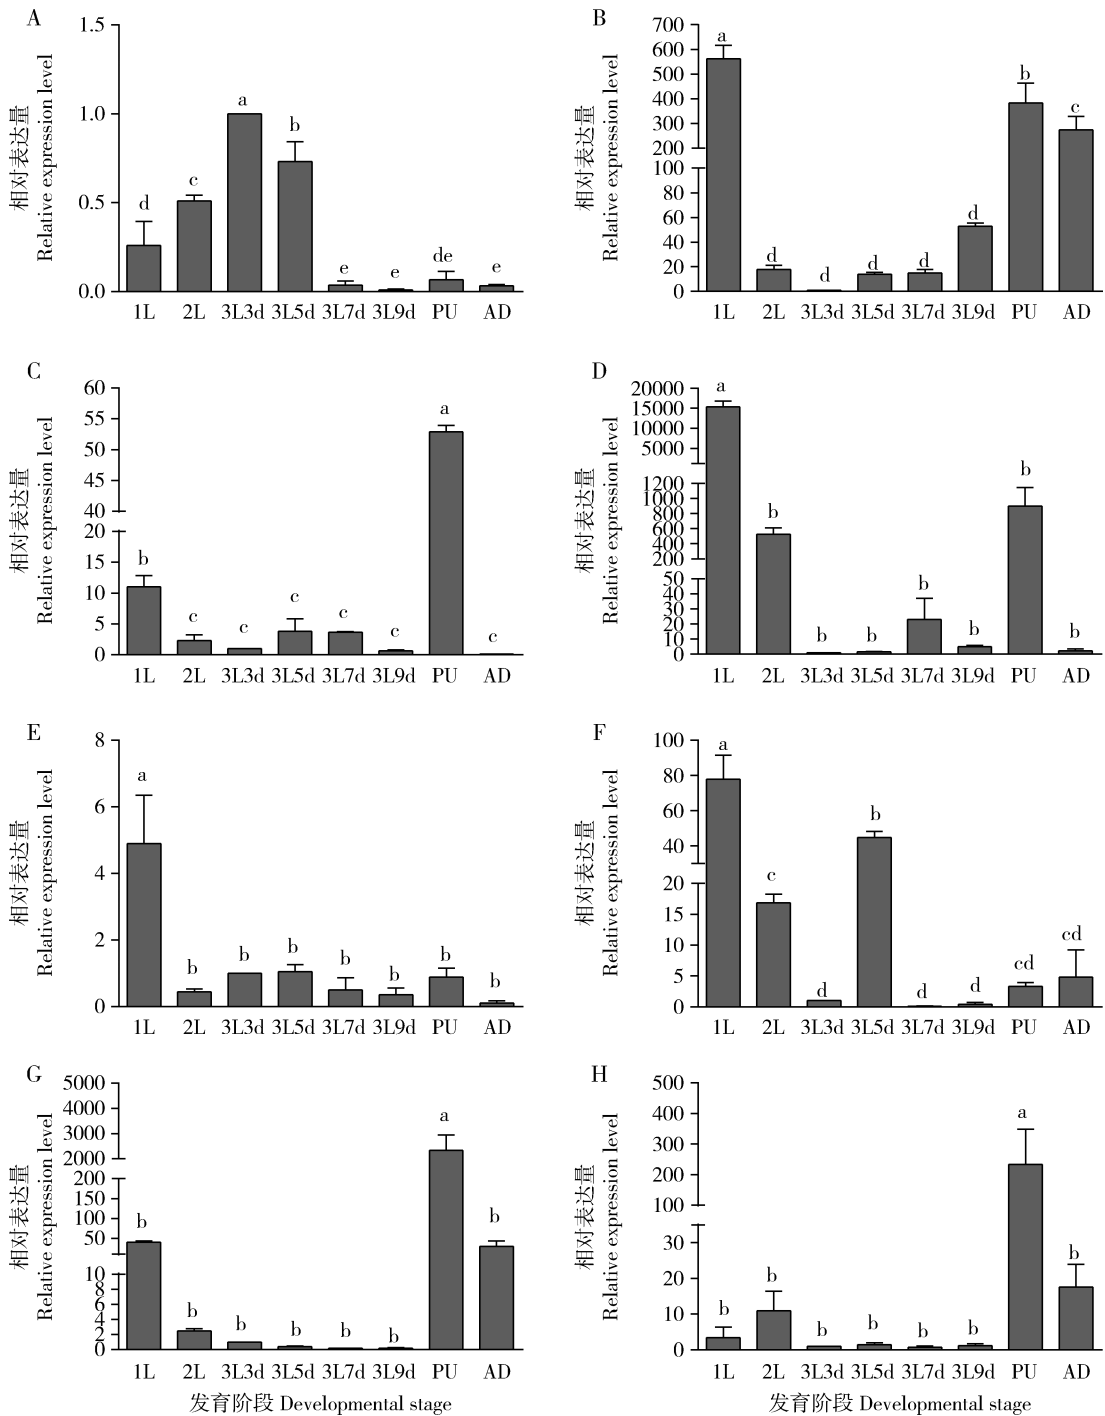 A
相对表达量
Relative expression level
1.5
1.0
0.5
0.0
d
c
a
b
e
e
de
e
1L 2L 3L3d 3L5d 3L7d 3L9d PU AD
B
相对表达量
Relative expression level
700
600
500
400
300
200
100
80
60
40
20
0
a
d
d
d
d
d
b
c
1L 2L 3L3d 3L5d 3L7d 3L9d PU AD
C
相对表达量
Relative expression level
60
55
50
45
40
20
15
10
5
0
b
c
c
c
c
c
a
c
1L 2L 3L3d 3L5d 3L7d 3L9d PU AD
D
相对表达量
Relative expression level
20000
15000
10000
5000
1200
1000
800
600
400
200
50
40
30
20
10
0
a
b
b
b
b
b
b
b
1L 2L 3L3d 3L5d 3L7d 3L9d PU AD
E
相对表达量
Relative expression level
8
6
4
2
0
a
b
b
b
b
b
b
b
1L 2L 3L3d 3L5d 3L7d 3L9d PU AD
F
相对表达量
Relative expression level
100
80
60
40
20
15
10
5
0
a
c
d
b
d
d
cd
cd
1L 2L 3L3d 3L5d 3L7d 3L9d PU AD
G
相对表达量
Relative expression level
5000
4000
3000
2000
200
150
100
50
10
8
6
4
2
0
b
b
b
b
b
b
a
b
1L 2L 3L3d 3L5d 3L7d 3L9d PU AD
发育阶段 Developmental stage
H
相对表达量
Relative expression level
500
400
300
200
100
30
20
10
0
b
b
b
b
b
b
a
b
1L 2L 3L3d 3L5d 3L7d 3L9d PU AD
发育阶段 Developmental stage